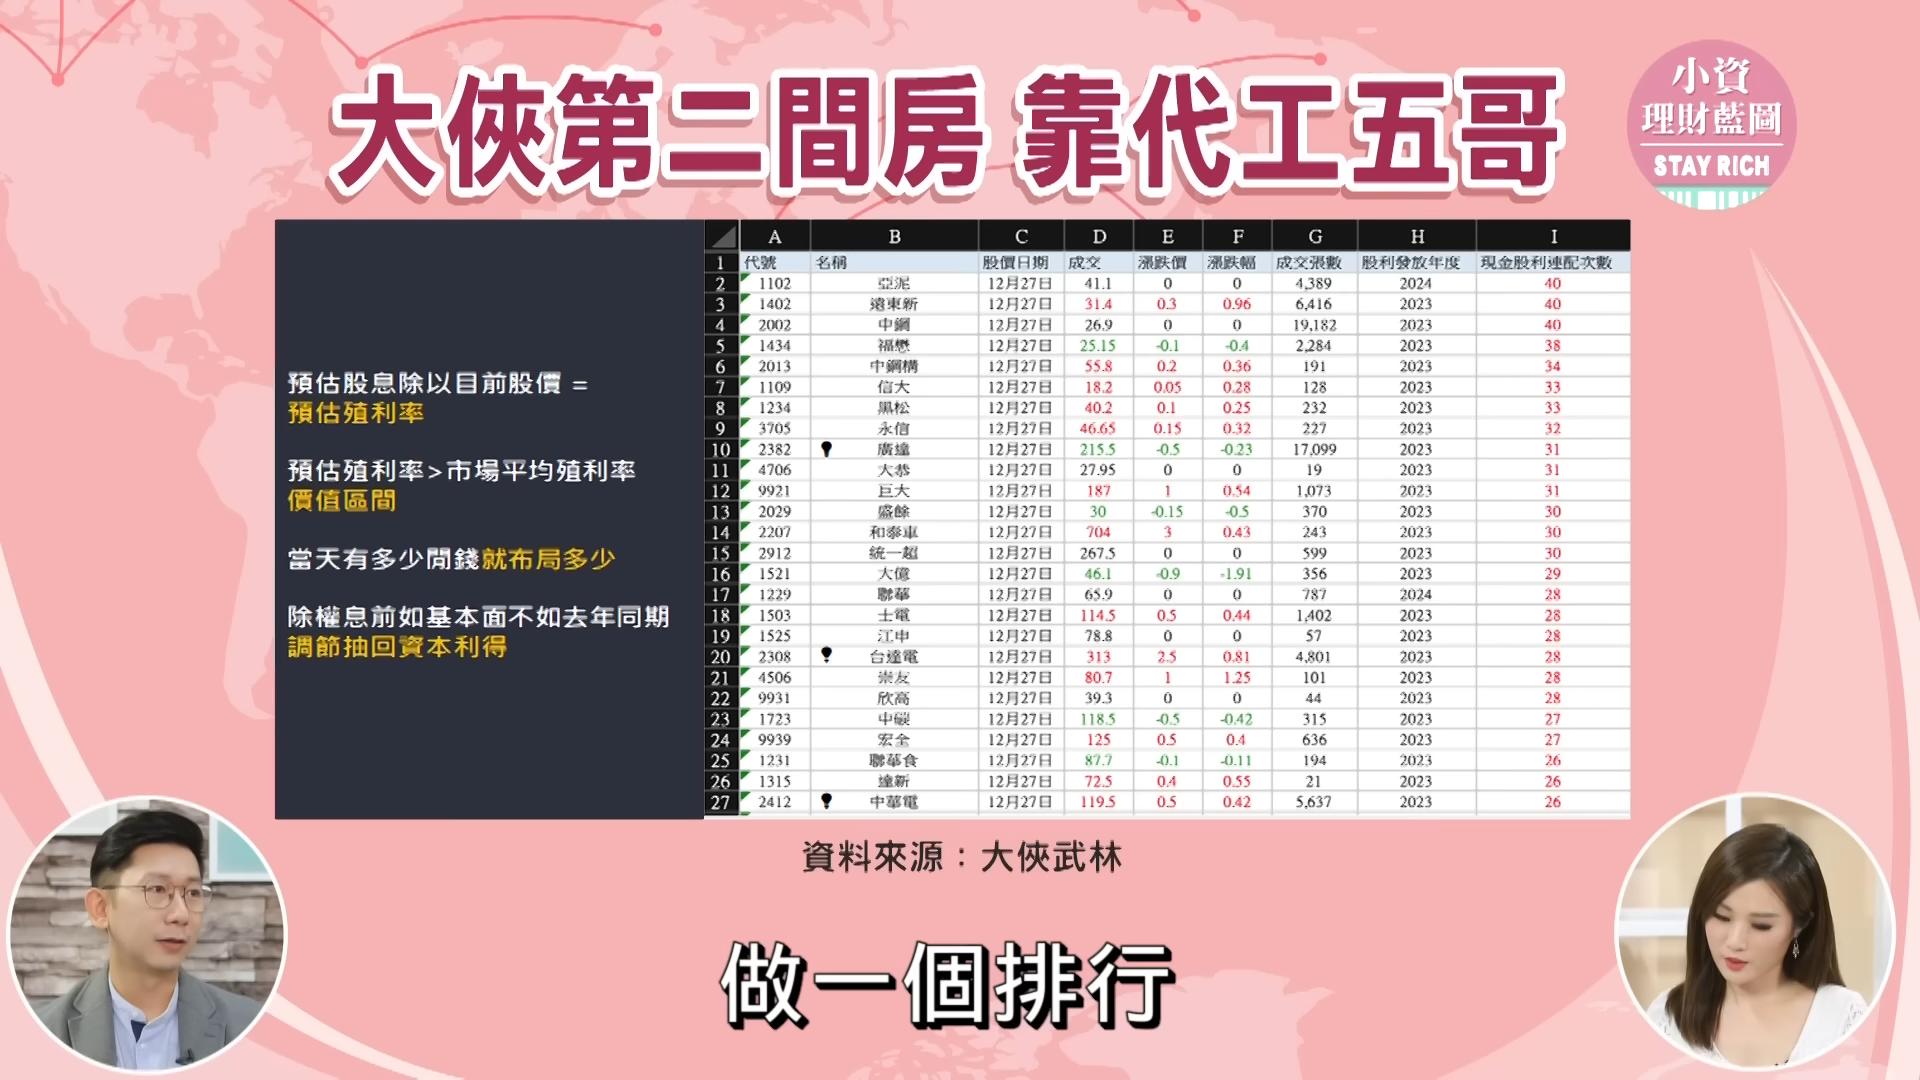 大俠第二間房 靠代工五哥
小資
理財藍圖
STAY RICH
預估股息除以目前股價 =
預估殖利率
預估殖利率>市場平均殖利率
價值區間
當天有多少閒錢就布局多少
除權息前如基本面不如去年同期
調節抽回資本利得
A B C D E F G H I
1 代號 名稱 股價日期 成交 漲跌價 漲跌幅 成交張數 股利發放年度 現金股利連配次數
2 1102 亞泥 12月27日 41.1 0 0 4,389 2024 40
3 1402 遠東新 12月27日 31.4 0.3 0.96 6,416 2023 40
4 2002 中鋼 12月27日 26.9 0 0 19,182 2023 40
5 1434 福懋 12月27日 25.15 -0.1 -0.4 2,284 2023 38
6 2013 中鋼構 12月27日 55.8 0.2 0.36 191 2023 34
7 1109 信大 12月27日 18.2 0.05 0.28 128 2023 33
8 1234 黑松 12月27日 40.2 0.1 0.25 232 2023 33
9 3705 永信 12月27日 46.65 0.15 0.32 227 2023 32
10 2382 廣達 12月27日 215.5 -0.5 -0.23 17,099 2023 31
11 4706 大恭 12月27日 27.95 0 0 19 2023 31
12 9921 巨大 12月27日 187 1 0.54 1,073 2023 31
13 2029 盛餘 12月27日 30 -0.15 -0.5 370 2023 30
14 2207 和泰車 12月27日 704 3 0.43 243 2023 30
15 2912 統一超 12月27日 267.5 0 0 599 2023 30
16 1521 大億 12月27日 46.1 -0.9 -1.91 356 2023 29
17 1229 聯華 12月27日 65.9 0 0 787 2024 28
18 1503 士電 12月27日 114.5 0.5 0.44 1,402 2023 28
19 1525 江申 12月27日 78.8 0 0 57 2023 28
20 2308 台達電 12月27日 313 2.5 0.81 4,801 2023 28
21 4506 崇友 12月27日 80.7 1 1.25 101 2023 28
22 9931 欣高 12月27日 39.3 0 0 44 2023 28
23 1723 中碳 12月27日 118.5 -0.5 -0.42 315 2023 27
24 9939 宏全 12月27日 125 0.5 0.4 636 2023 27
25 1231 聯華食 12月27日 87.7 -0.1 -0.11 194 2023 26
26 1315 達新 12月27日 72.5 0.4 0.55 21 2023 26
27 2412 中華電 12月27日 119.5 0.5 0.42 5,637 2023 26
資料來源：大俠武林
做一個排行